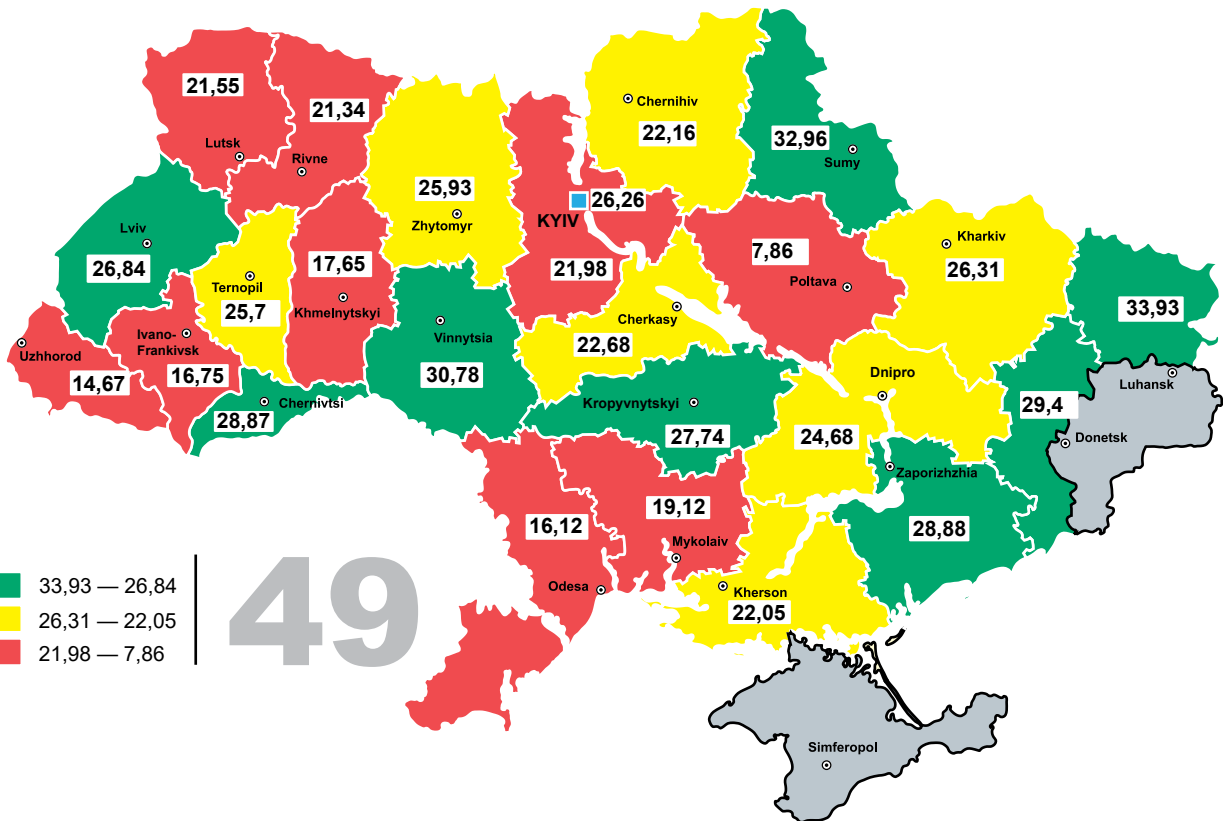 21,55
Lutsk
21,34
Rivne
Chernihiv
22,16
32,96
Sumy
25,93
Zhytomyr
26,26
KYIV
21,98
Lviv
26,84
Ternopil
25,7
17,65
Khmelnytskyi
7,86
Poltava
Kharkiv
26,31
33,93
Luhansk
Uzhhorod
14,67
Ivano-
Frankivsk
16,75
Vinnytsia
30,78
Cherkasy
22,68
Chernivtsi
28,87
Kropyvnytskyi
27,74
Dnipro
24,68
29,4
Donetsk
Zaporizhzhia
28,88
16,12
Odesa
19,12
Mykolaiv
Kherson
22,05
Simferopol
33,93 — 26,84
26,31 — 22,05
21,98 — 7,86
49